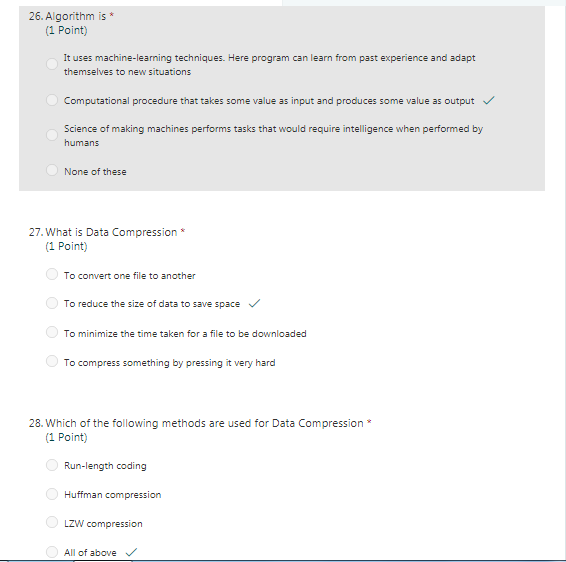 26. Algorithm is *
(1 Point)
It uses machine-learning techniques. Here program can learn from past experience and adapt
themselves to new situations
Computational procedure that takes some value as input and produces some value as output
Science of making machines performs tasks that would require intelligence when performed by
humans
None of these
27. What is Data Compression *
(1 Point)
To convert one file to another
To reduce the size of data to save space
To minimize the time taken for a file to be downloaded
To compress something by pressing it very hard
28. Which of the following methods are used for Data Compression *
(1 Point)
Run-length coding
Huffman compression
LZW compression
All of above